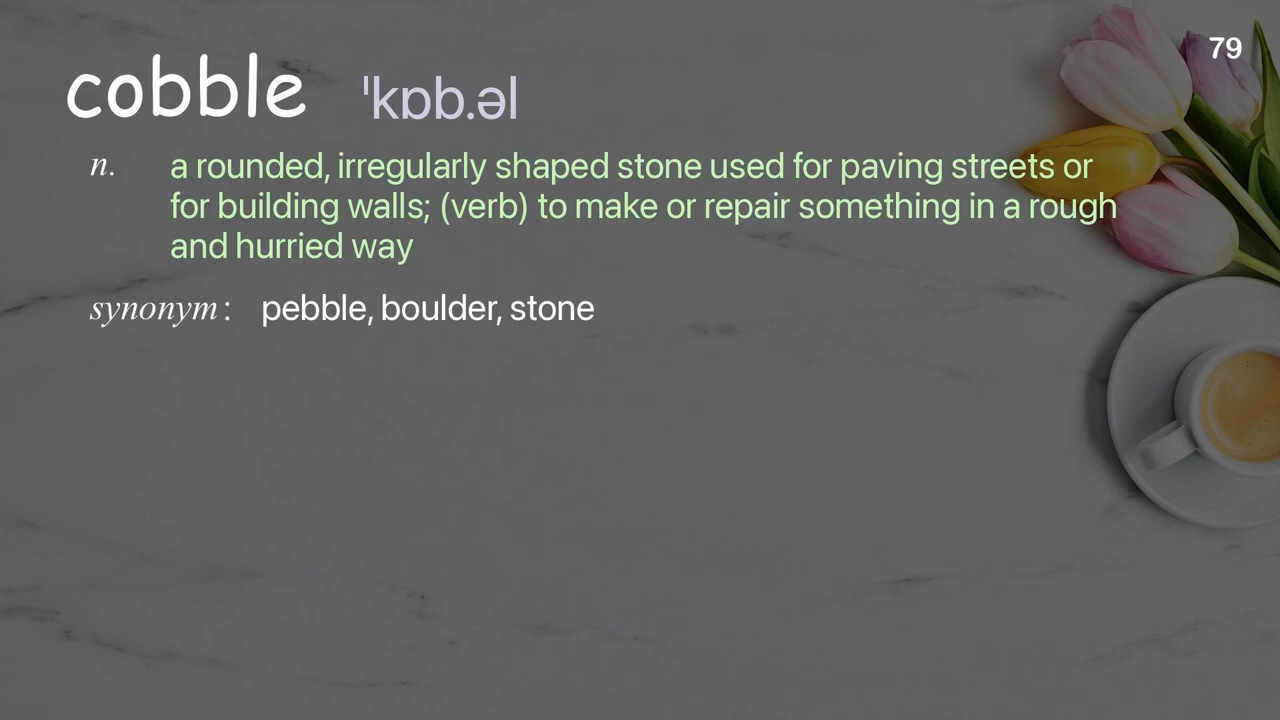 79
cobble ˈkɒb.əl
n. a rounded, irregularly shaped stone used for paving streets or
for building walls; (verb) to make or repair something in a rough
and hurried way
synonym : pebble, boulder, stone